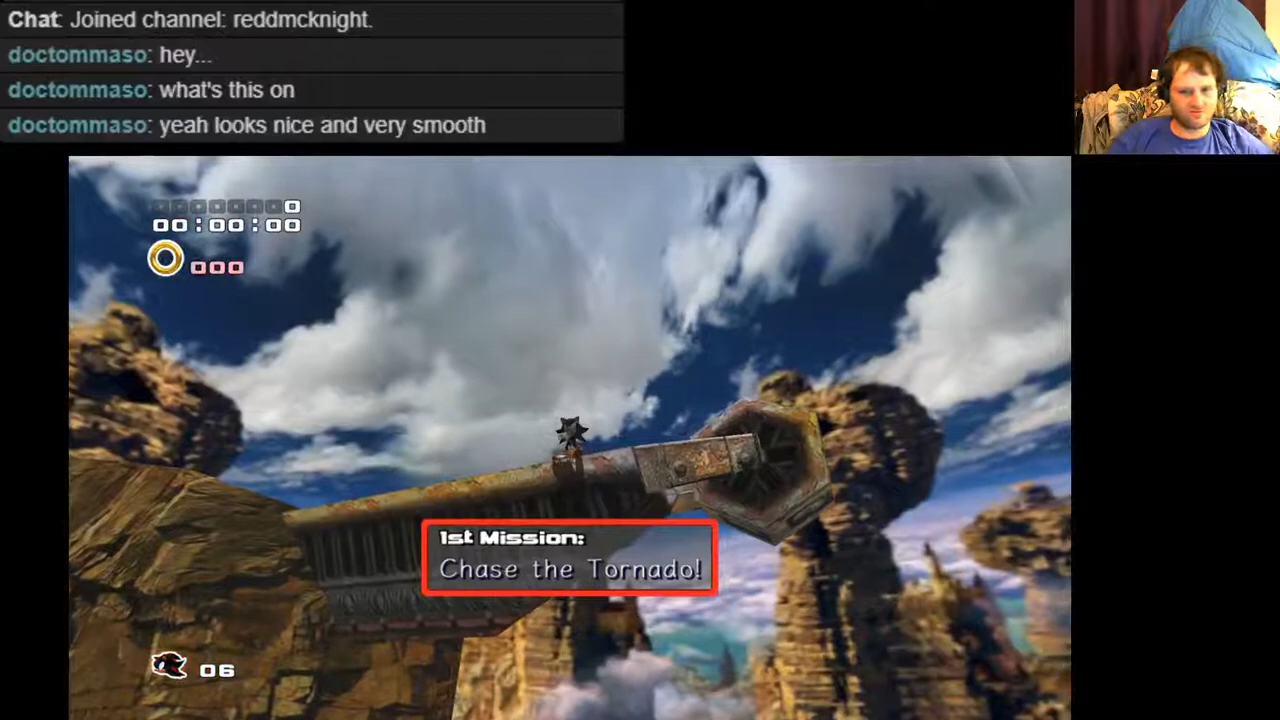 Chat: Joined channel: reddmcknight.
doctommaso: hey...
doctommaso: what's this on
doctommaso: yeah looks nice and very smooth
00000000
00:00:00
000
1st Mission:
Chase the Tornado!
06